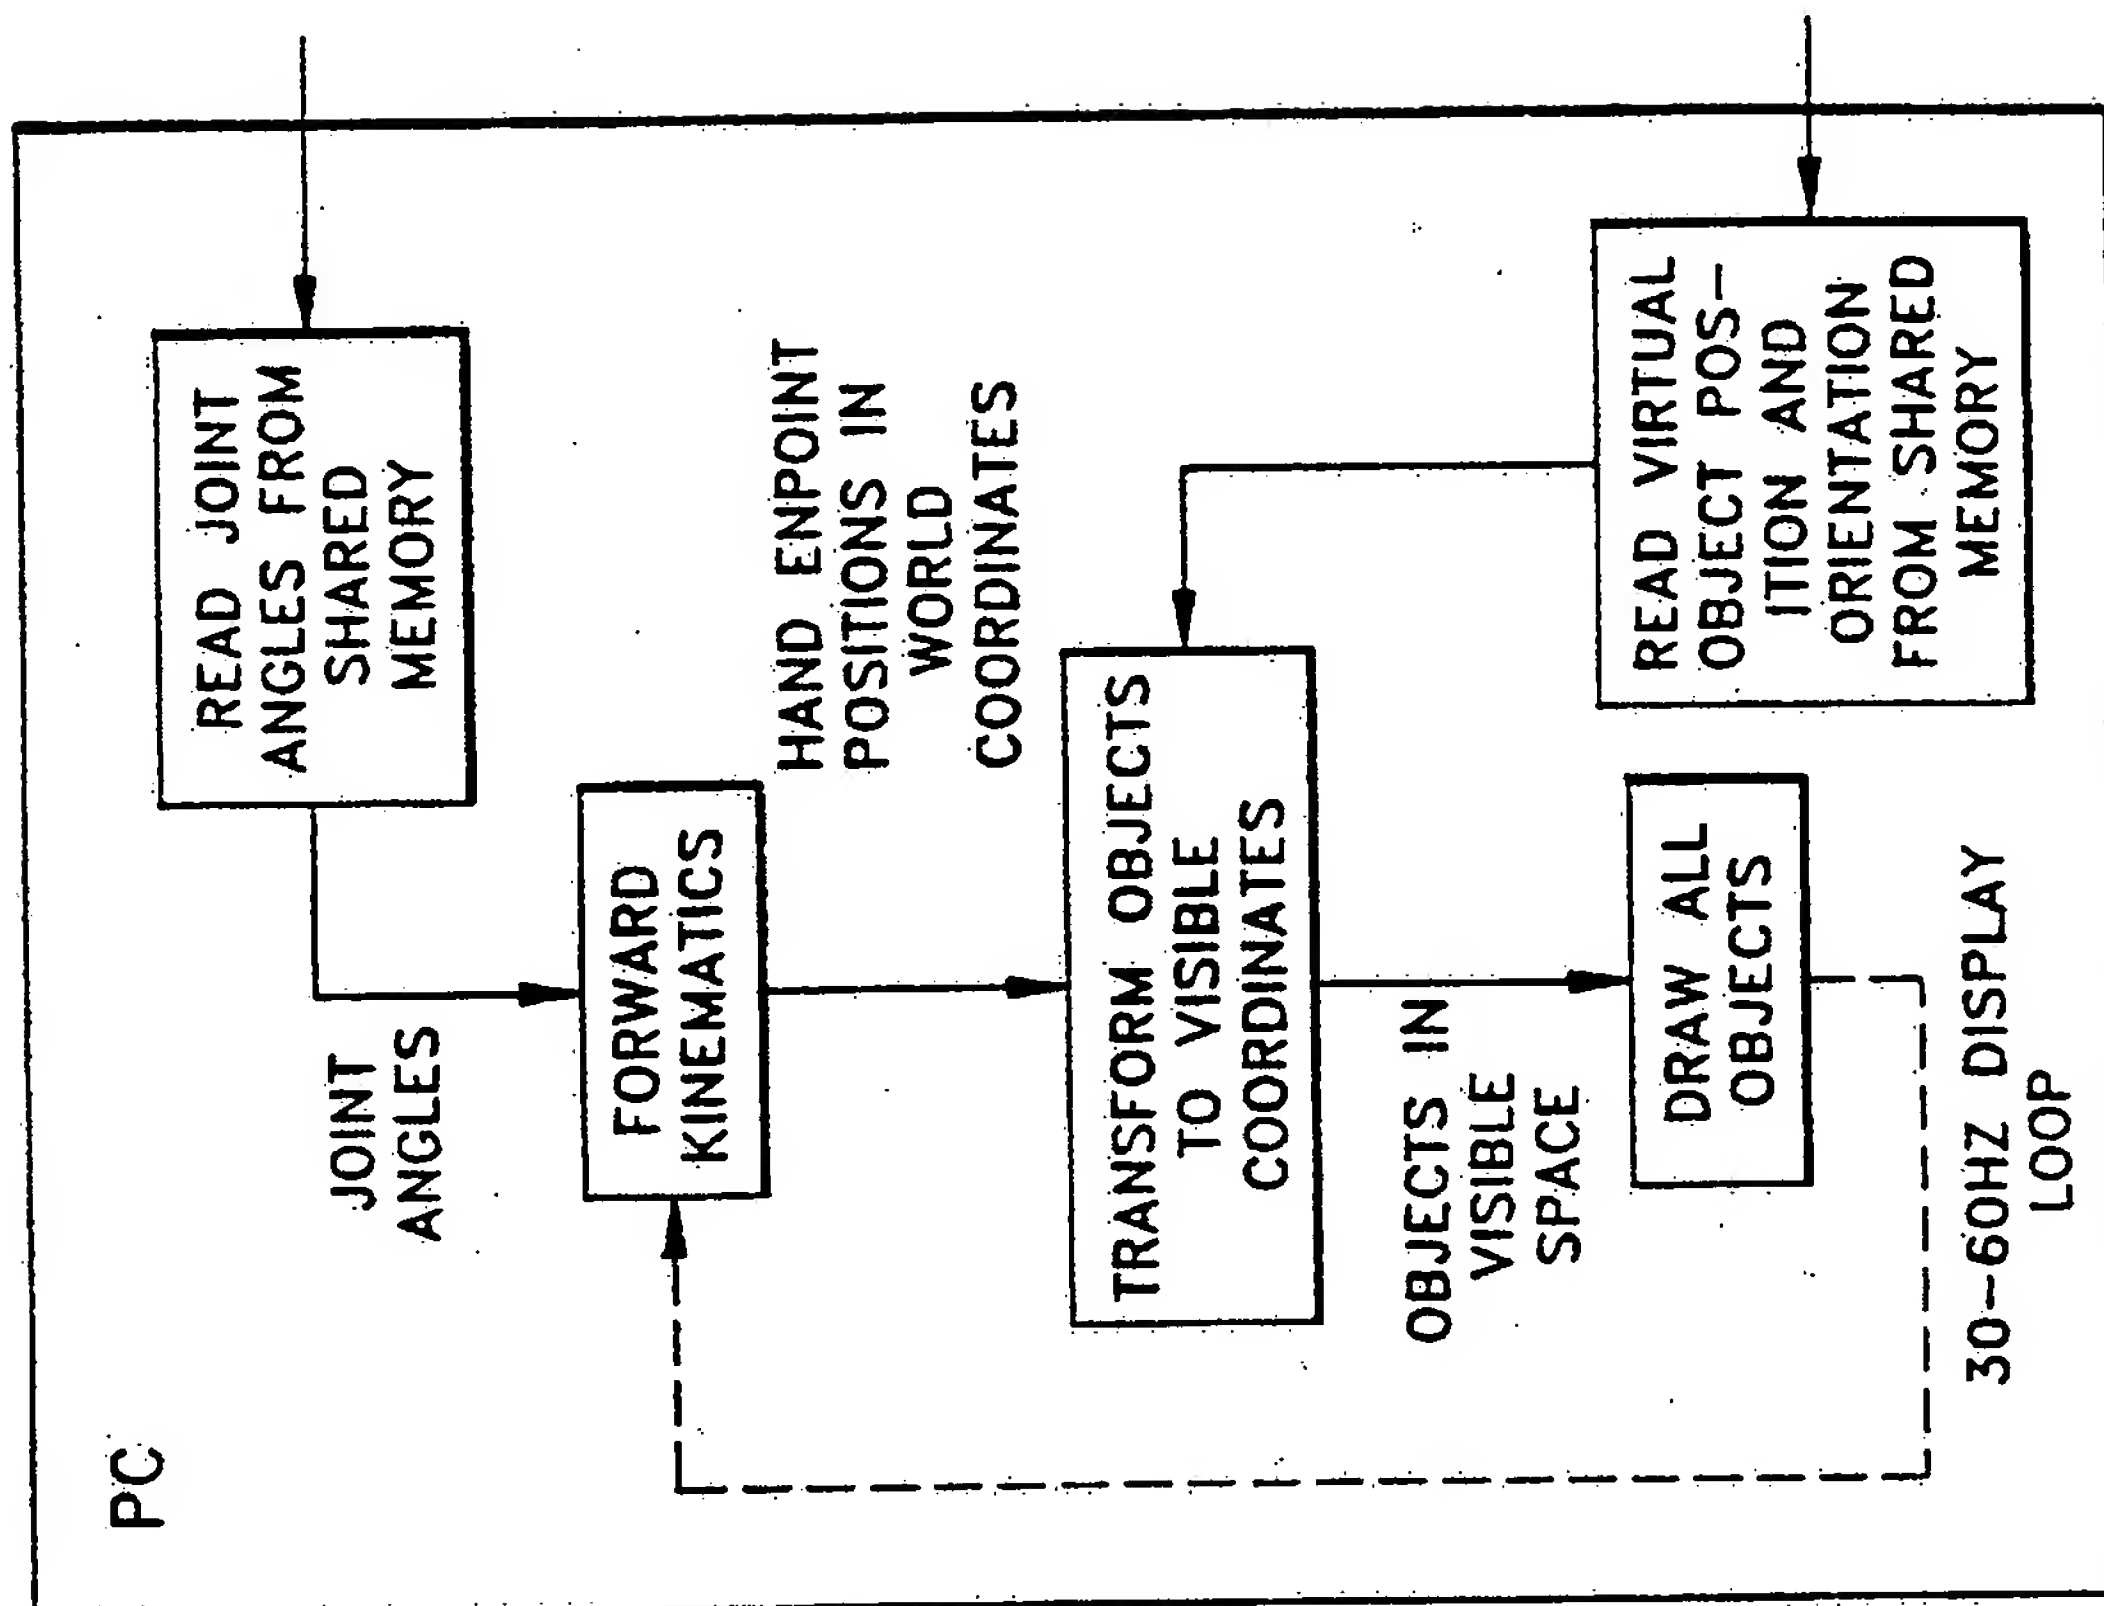 PC
READ JOINT
ANGLES FROM
SHARED
MEMORY
JOINT
ANGLES
FORWARD
KINEMATICS
HAND ENPOINT
POSITIONS IN
WORLD
COORDINATES
TRANSFORM OBJECTS
TO VISIBLE
COORDINATES
OBJECTS IN
VISIBLE
SPACE
READ VIRTUAL
OBJECT POS-
ITION AND
ORIENTATION
FROM SHARED
MEMORY
DRAW ALL
OBJECTS
30-60HZ DISPLAY
LOOP